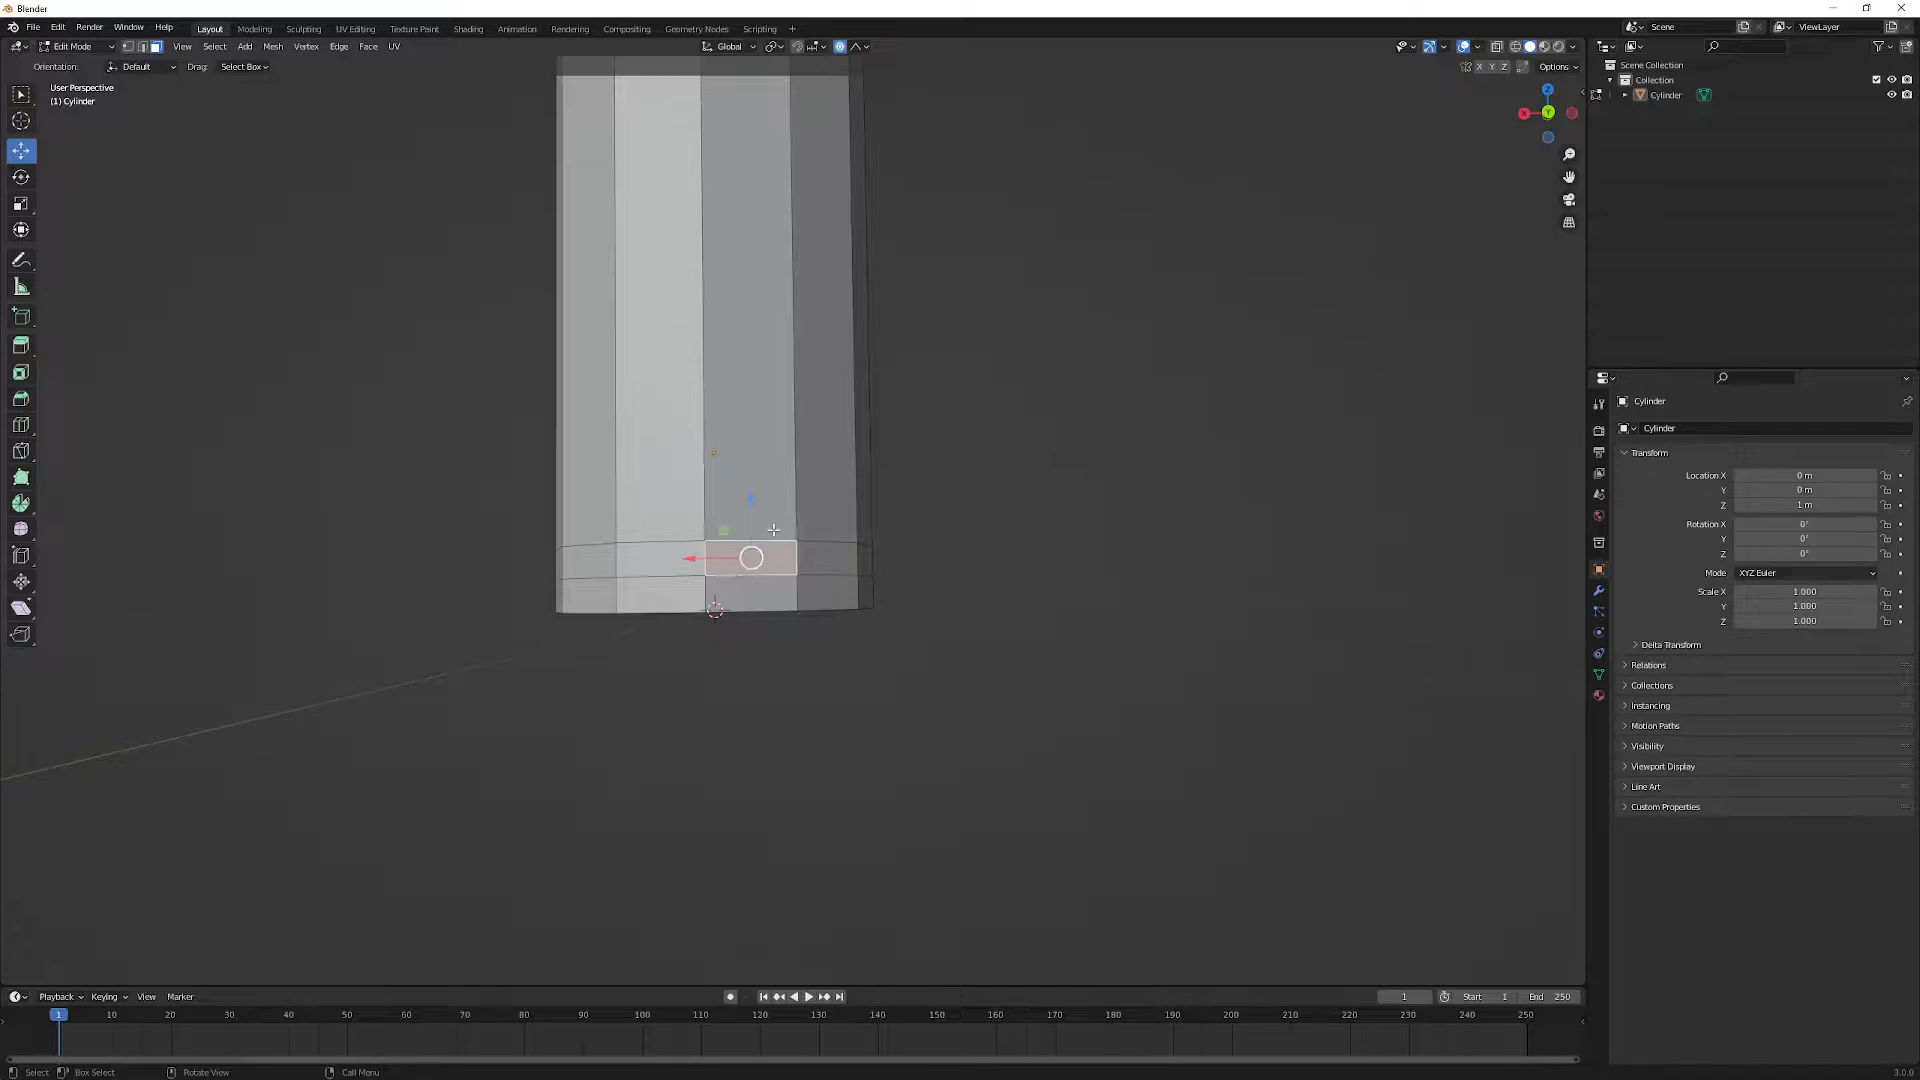 Blender
File Edit Render Window Help
Layout Modeling Sculpting UV Editing Texture Paint Shading Animation Rendering Compositing Geometry Nodes Scripting +
Scene
ViewLayer
Edit Mode
View Select Add Mesh Vertex Edge Face UV
Global
Orientation: Default Drag: Select Box
X Y Z Options
User Perspective
(1) Cylinder
Z
X
Y
Scene Collection
Collection
Cylinder
Cylinder
Cylinder
Transform
Location X 0 m
Y 0 m
Z 1 m
Rotation X 0°
Y 0°
Z 0°
Mode XYZ Euler
Scale X 1.000
Y 1.000
Z 1.000
Delta Transform
Relations
Collections
Instancing
Motion Paths
Visibility
Viewport Display
Line Art
Custom Properties
Playback Keying View Marker
1 Start 1 End 250
1 10 20 30 40 50 60 70 80 90 100 110 120 130 140 150 160 170 180 190 200 210 220 230 240 250
Select Box Select Rotate View Call Menu
3.0.0